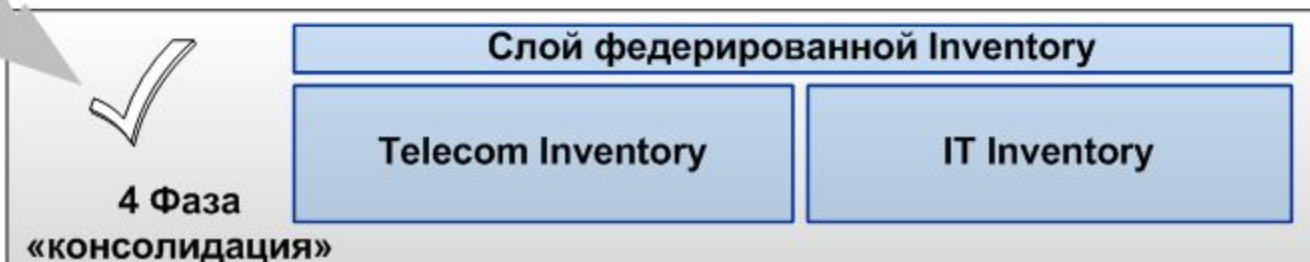 Слой федерированной Inventory
Telecom Inventory
IT Inventory
4 Фаза
«консолидация»